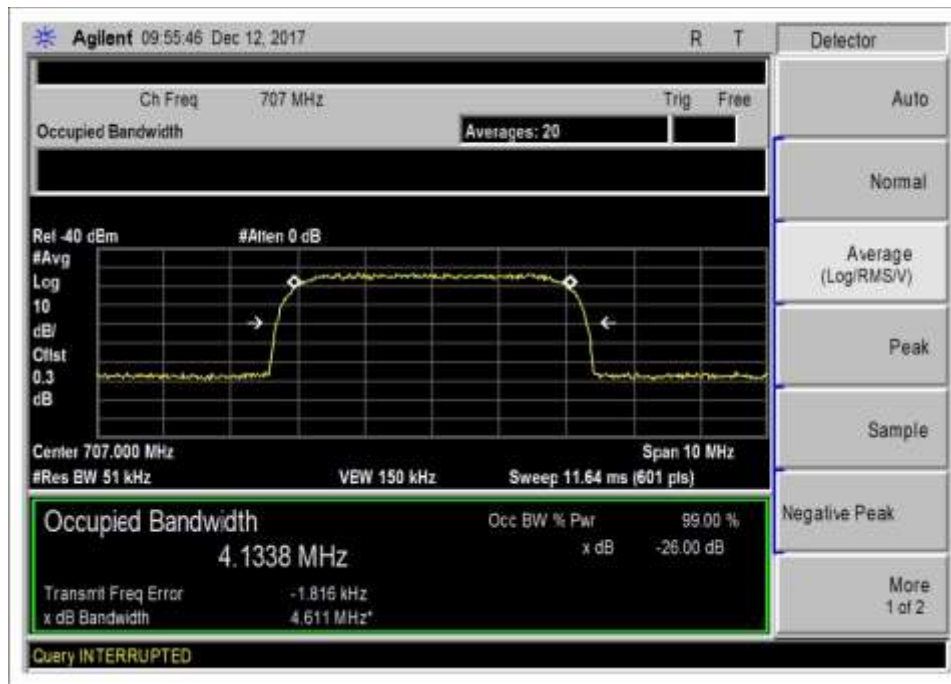 Agilent 09:55:46 Dec 12, 2017 R T
Detector
Ch Freq 707 MHz Trig Free
Occupied Bandwidth Averages: 20
Auto
Normal
Average
(Log/RMS/V)
Peak
Sample
Negative Peak
More
1 of 2
Ref -40 dBm #Atten 0 dB
#Avg
Log
10
dB/
Offst
0.3
dB
Center 707.000 MHz Span 10 MHz
#Res BW 51 kHz VBW 150 kHz Sweep 11.64 ms (601 pts)
Occupied Bandwidth Occ BW % Pwr 99.00 %
4.1338 MHz x dB -26.00 dB
Transmit Freq Error -1.816 kHz
x dB Bandwidth 4.611 MHz*
Query INTERRUPTED